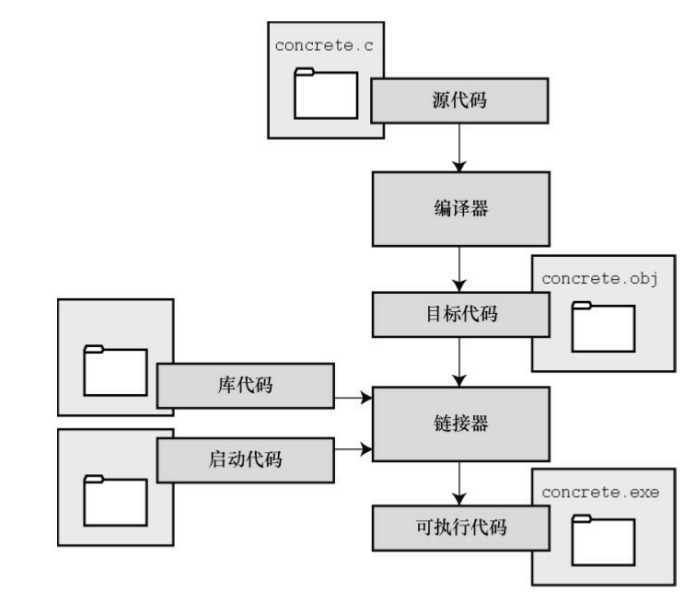 concrete.c
源代码
编译器
concrete.obj
目标代码
库代码
链接器
启动代码
concrete.exe
可执行代码